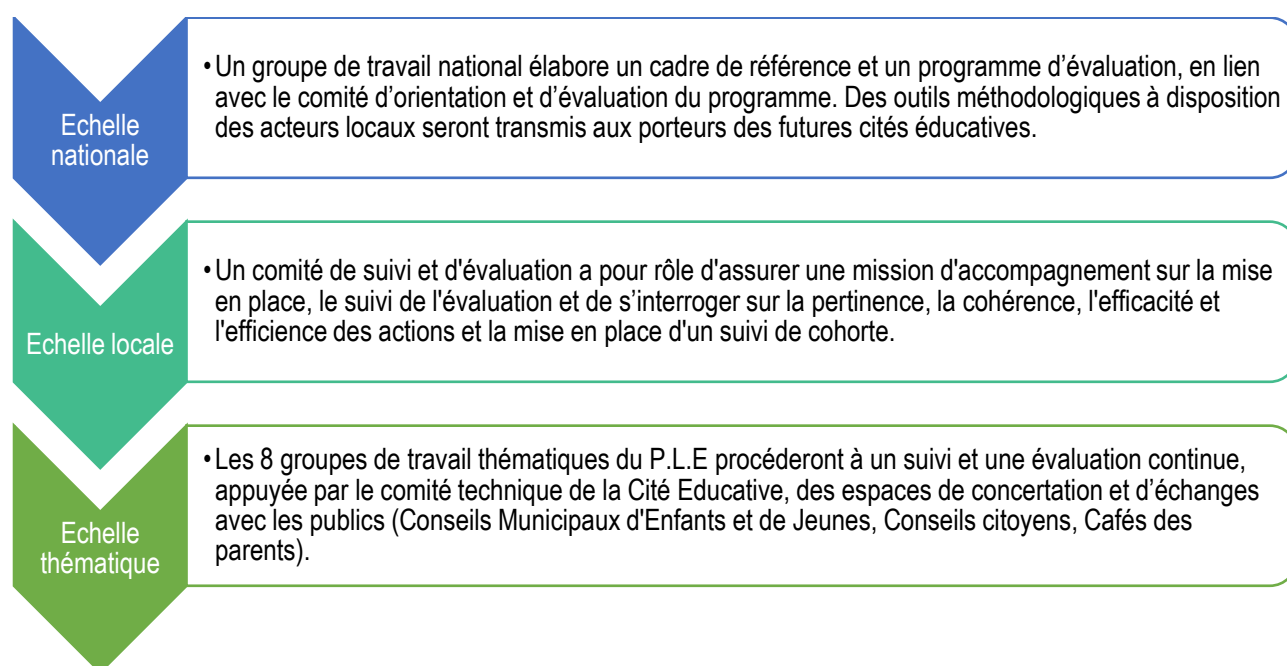 Echelle
nationale
•Un groupe de travail national élabore un cadre de référence et un programme d’évaluation, en lien
avec le comité d’orientation et d’évaluation du programme. Des outils méthodologiques à disposition
des acteurs locaux seront transmis aux porteurs des futures cités éducatives.
Echelle locale
•Un comité de suivi et d'évaluation a pour rôle d'assurer une mission d'accompagnement sur la mise
en place, le suivi de l'évaluation et de s’interroger sur la pertinence, la cohérence, l'efficacité et
l'efficience des actions et la mise en place d'un suivi de cohorte.
Echelle
thématique
•Les 8 groupes de travail thématiques du P.L.E procéderont à un suivi et une évaluation continue,
appuyée par le comité technique de la Cité Educative, des espaces de concertation et d’échanges
avec les publics (Conseils Municipaux d'Enfants et de Jeunes, Conseils citoyens, Cafés des
parents).